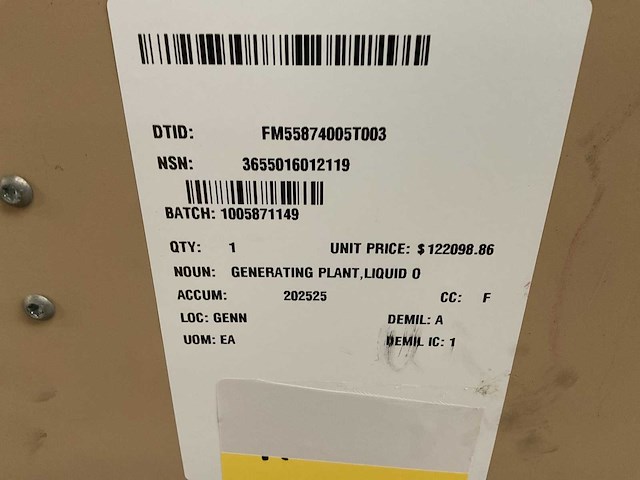 DTID: FM55874005T003
NSN: 3655016012119
BATCH: 1005871149
QTY: 1 UNIT PRICE: $122098.86
NOUN: GENERATING PLANT,LIQUID O
ACCUM: 202525 CC: F
LOC: GENN DEMIL: A
UOM: EA DEMIL IC: 1